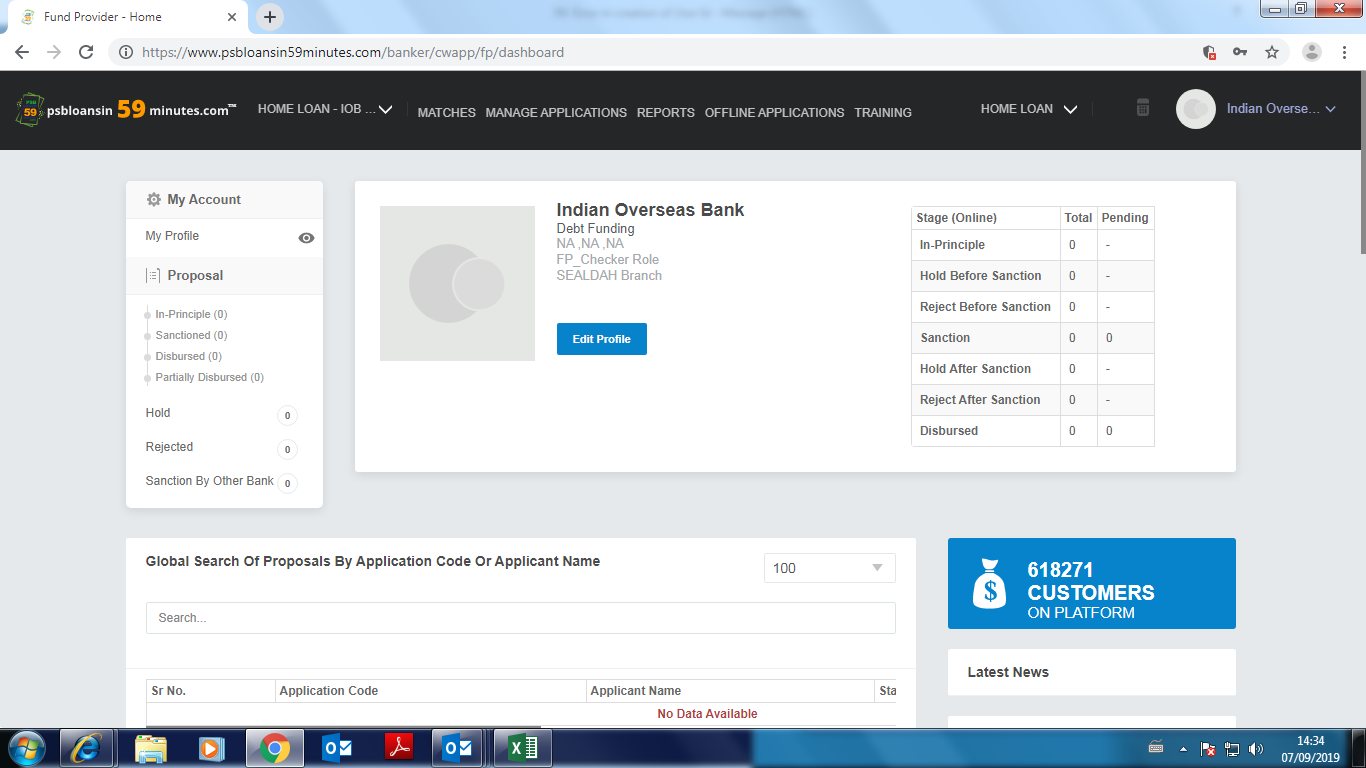 Fund Provider - Home
https://www.psbloansin59minutes.com/banker/cwapp/fp/dashboard
psbloansin 59 minutes.com™
HOME LOAN - IOB ...
MATCHES
MANAGE APPLICATIONS
REPORTS
OFFLINE APPLICATIONS
TRAINING
HOME LOAN
Indian Overse...
My Account
My Profile
Proposal
In-Principle (0)
Sanctioned (0)
Disbursed (0)
Partially Disbursed (0)
Hold 0
Rejected 0
Sanction By Other Bank 0
Indian Overseas Bank
Debt Funding
NA ,NA ,NA
FP_Checker Role
SEALDAH Branch
Edit Profile
Stage (Online) Total Pending
In-Principle 0 -
Hold Before Sanction 0 -
Reject Before Sanction 0 -
Sanction 0 0
Hold After Sanction 0 -
Reject After Sanction 0 -
Disbursed 0 0
Global Search Of Proposals By Application Code Or Applicant Name
100
Search...
Sr No. Application Code Applicant Name Sta
No Data Available
618271
CUSTOMERS
ON PLATFORM
Latest News
14:34
07/09/2019